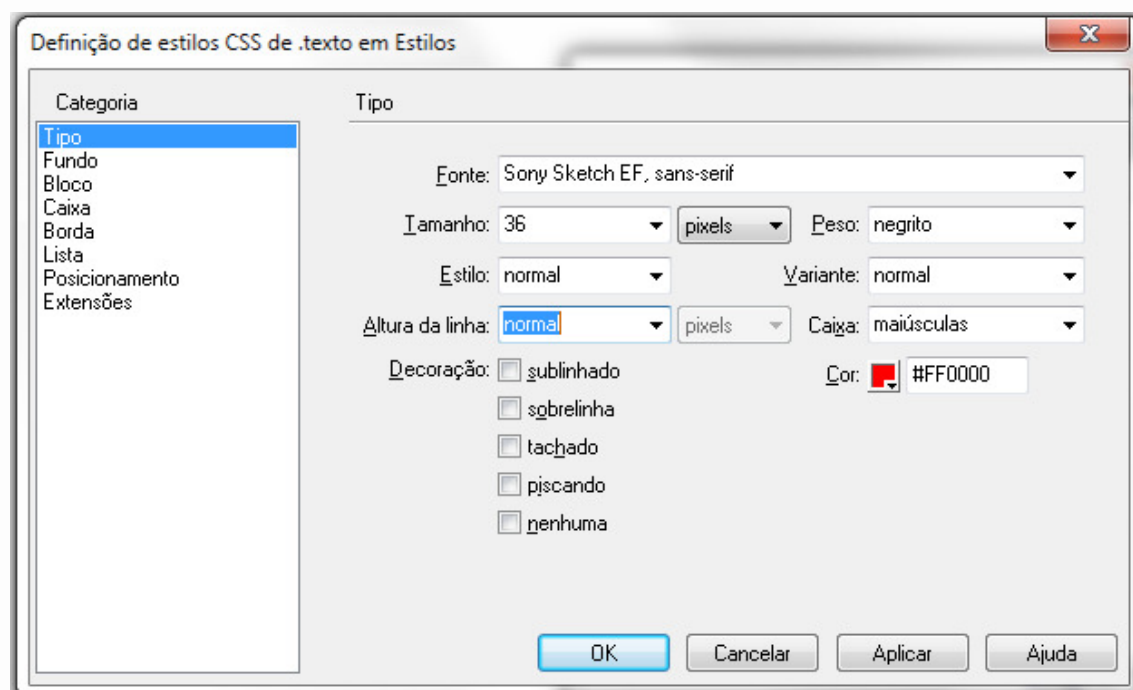 Definição de estilos CSS de .texto em Estilos
Categoria
Tipo
Fundo
Bloco
Caixa
Borda
Lista
Posicionamento
Extensões
Tipo
Fonte: Sony Sketch EF, sans-serif
Tamanho: 36 pixels Peso: negrito
Estilo: normal Variante: normal
Altura da linha: normal pixels Caixa: maiúsculas
Decoração: sublinhado Cor: #FF0000
sobrelinha
tachado
piscando
nenhuma
OK Cancelar Aplicar Ajuda